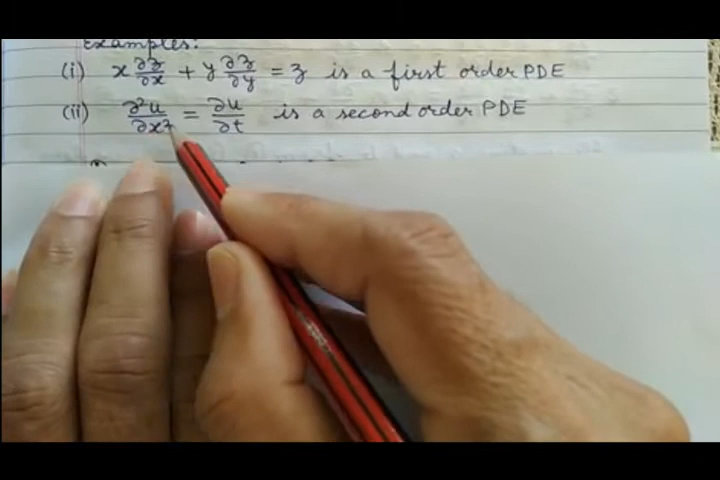 Examples:
(i) x ∂z/∂x + y ∂z/∂y = z is a first order PDE
(ii) ∂²u/∂x² = ∂u/∂t is a second order PDE